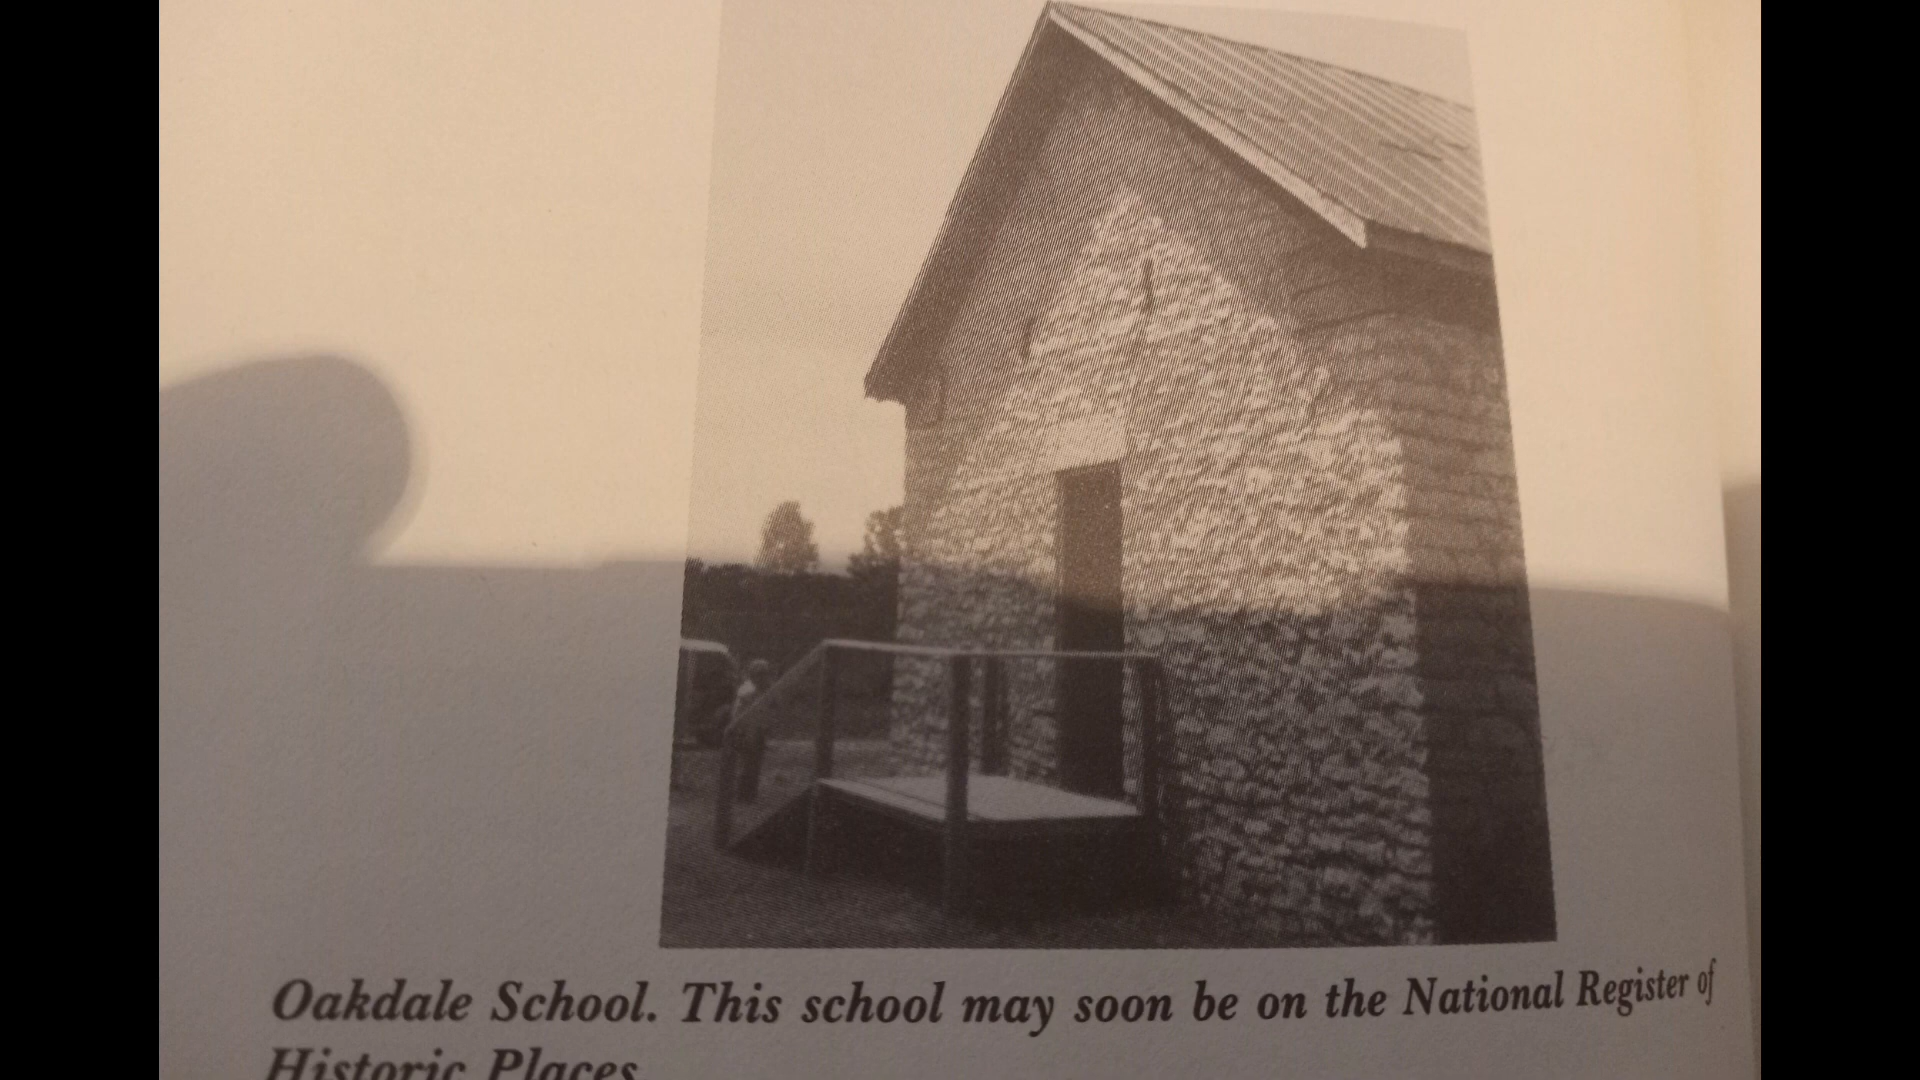 Oakdale School. This school may soon be on the National Register of
Historic Places